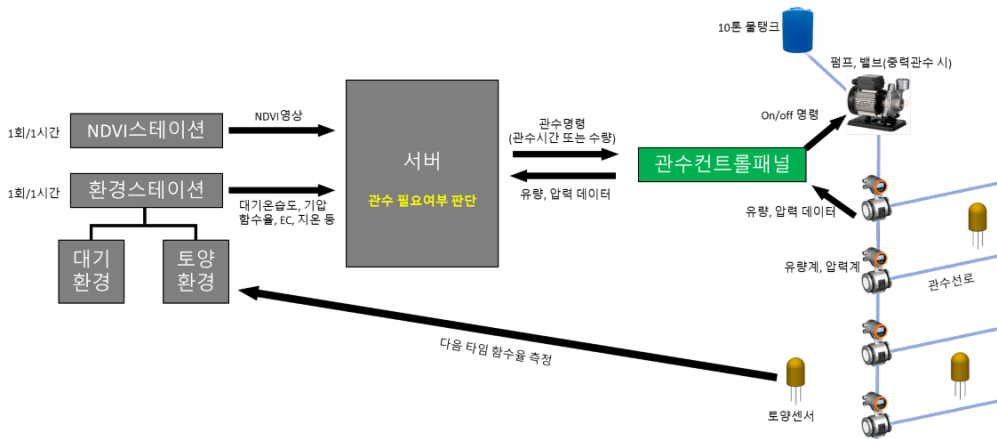 10톤 물탱크
펌프, 밸브(중력관수 시)
1회/1시간
NDVI스테이션
NDVI영상
서버
관수 필요여부 판단
관수명령
(관수시간 또는 수량)
유량, 압력 데이터
On/off 명령
관수컨트롤패널
1회/1시간
환경스테이션
대기온습도, 기압
함수율, EC, 지온 등
대기
환경
토양
환경
유량, 압력 데이터
유량계, 압력계
관수선로
다음 타임 함수율 측정
토양센서